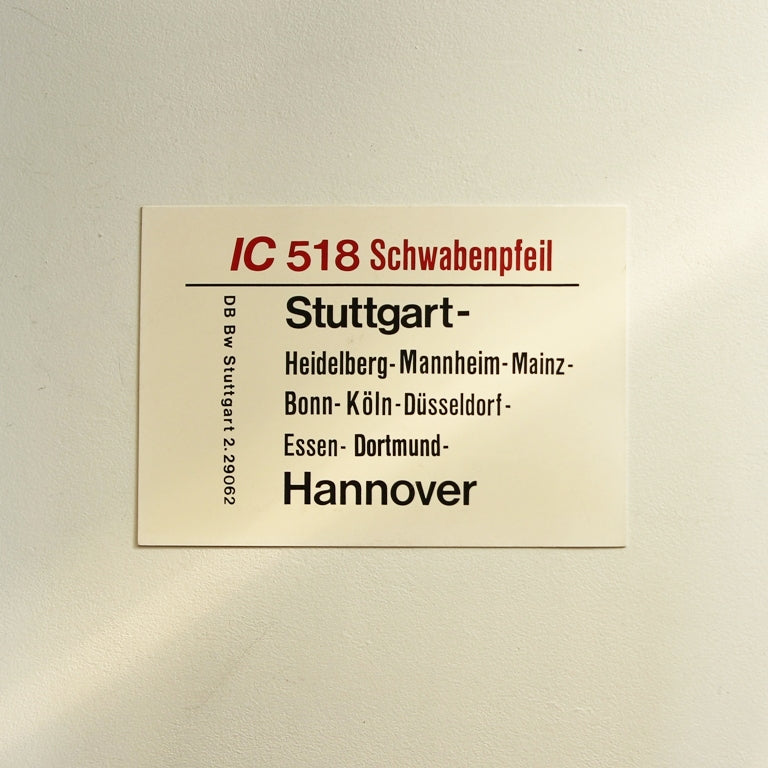 IC 518 Schwabenpfeil
DB Bw Stuttgart 2.29062
Stuttgart-
Heidelberg-Mannheim-Mainz-
Bonn-Köln-Düsseldorf-
Essen-Dortmund-
Hannover